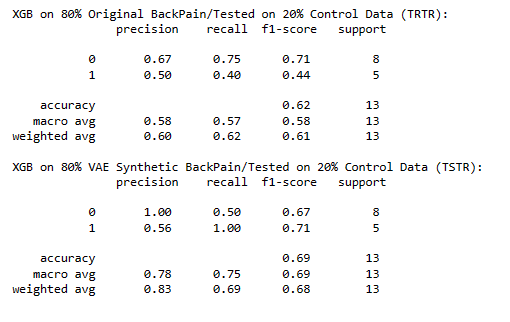 XGB on 80% Original BackPain/Tested on 20% Control Data (TRTR):
precision recall f1-score support
0 0.67 0.75 0.71 8
1 0.50 0.40 0.44 5
accuracy 0.62 13
macro avg 0.58 0.57 0.58 13
weighted avg 0.60 0.62 0.61 13
XGB on 80% VAE Synthetic BackPain/Tested on 20% Control Data (TSTR):
precision recall f1-score support
0 1.00 0.50 0.67 8
1 0.56 1.00 0.71 5
accuracy 0.69 13
macro avg 0.78 0.75 0.69 13
weighted avg 0.83 0.69 0.68 13